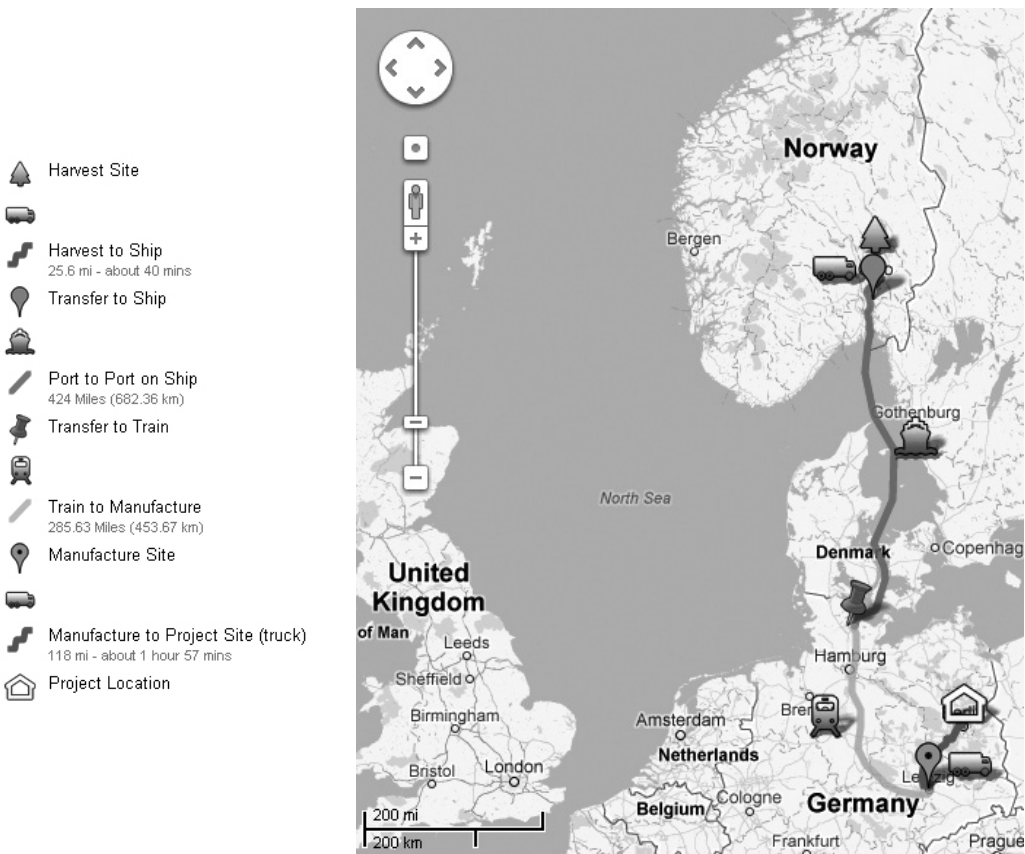 Harvest Site
Harvest to Ship
25.6 mi - about 40 mins
Transfer to Ship
Port to Port on Ship
424 Miles (682.36 km)
Transfer to Train
Train to Manufacture
285.63 Miles (453.67 km)
Manufacture Site
Manufacture to Project Site (truck)
118 mi - about 1 hour 57 mins
Project Location
Norway
Bergen
Gothenburg
North Sea
Denmark
Copenhag
United
Kingdom
of Man
Leeds
Sheffield
Hamburg
Bre
Birmingham
Amsterdam
Netherlands
Bristol
London
Germany
Belgium
Cologne
200 mi
200 km
Frankfurt
Prague